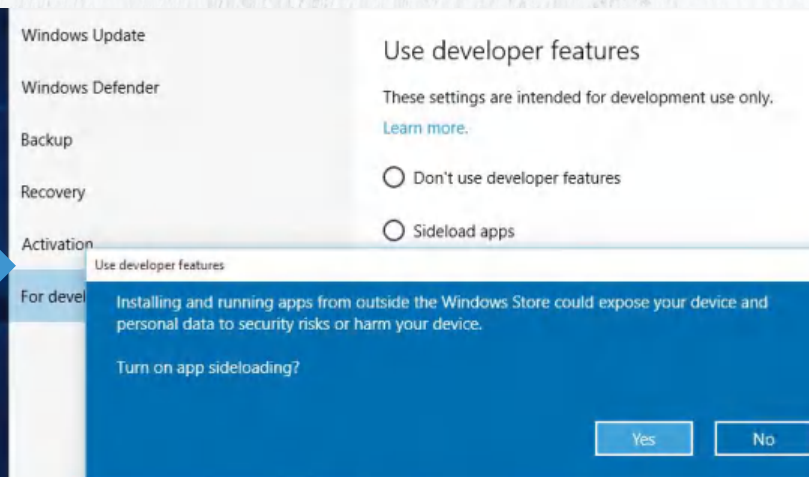 Windows Update
Windows Defender
Backup
Recovery
Activation
For devel
Use developer features
These settings are intended for development use only.
Learn more.
Don't use developer features
Sideload apps
Use developer features
Installing and running apps from outside the Windows Store could expose your device and
personal data to security risks or harm your device.
Turn on app sideloading?
Yes
No